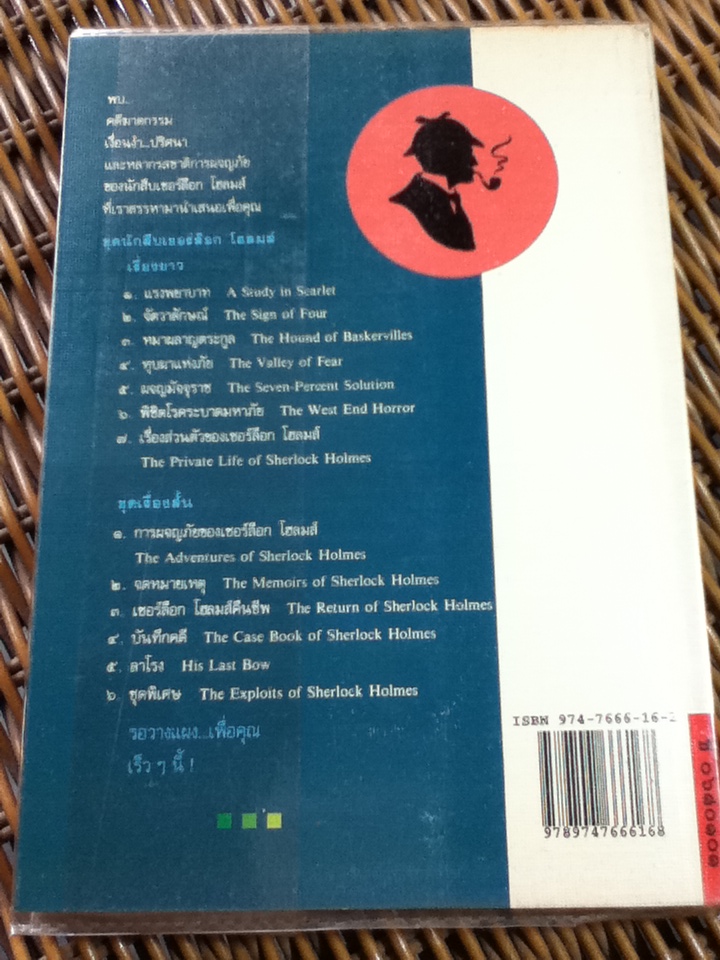 พบ..
คดีฆาตกรรม
เงื่อนงำ...ปริศนา
และหลากรสชาติการผจญภัย
ของนักสืบเชอร์ล็อก โฮลมส์
ที่เราสรรหามานำเสนอเพื่อคุณ
ชุดนักสืบเชอร์ล็อก โฮลมส์
เรื่องยาว
๑. แรงพยาบาท A Study in Scarlet
๒. จัตวาลักษณ์ The Sign of Four
๓. หมาผลาญตระกูล The Hound of Baskervilles
๔. หุบผาแห่งภัย The Valley of Fear
๕. ผจญมัจจุราช The Seven-Percent Solution
๖. พิชิตโรคระบาดมหาภัย The West End Horror
๗. เรื่องส่วนตัวของเชอร์ล็อก โฮลมส์
The Private Life of Sherlock Holmes
ชุดเรื่องสั้น
๑. การผจญภัยของเชอร์ล็อก โฮลมส์
The Adventures of Sherlock Holmes
๒. จดหมายเหตุ The Memoirs of Sherlock Holmes
๓. เชอร์ล็อก โฮลมส์คืนชีพ The Return of Sherlock Holmes
๔. บันทึกคดี The Case Book of Sherlock Holmes
๕. ลาโรง His Last Bow
๖. ชุดพิเศษ The Exploits of Sherlock Holmes
รอวางแผง...เพื่อคุณ
เร็ว ๆ นี้ !
ISBN 974-7666-16-
9789747666168